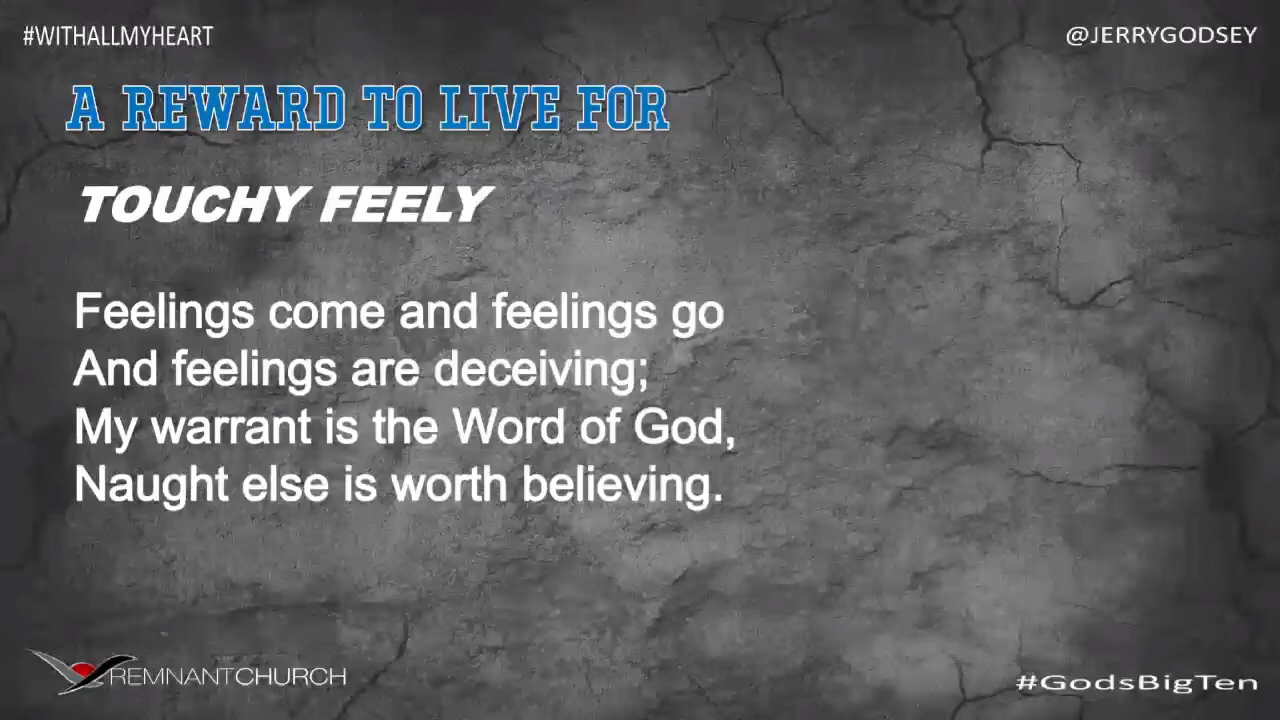 #WITHALLMYHEART
@JERRYGODSEY
A REWARD TO LIVE FOR
TOUCHY FEELY
Feelings come and feelings go
And feelings are deceiving;
My warrant is the Word of God,
Naught else is worth believing.
REMNANTCHURCH
#GodsBigTen